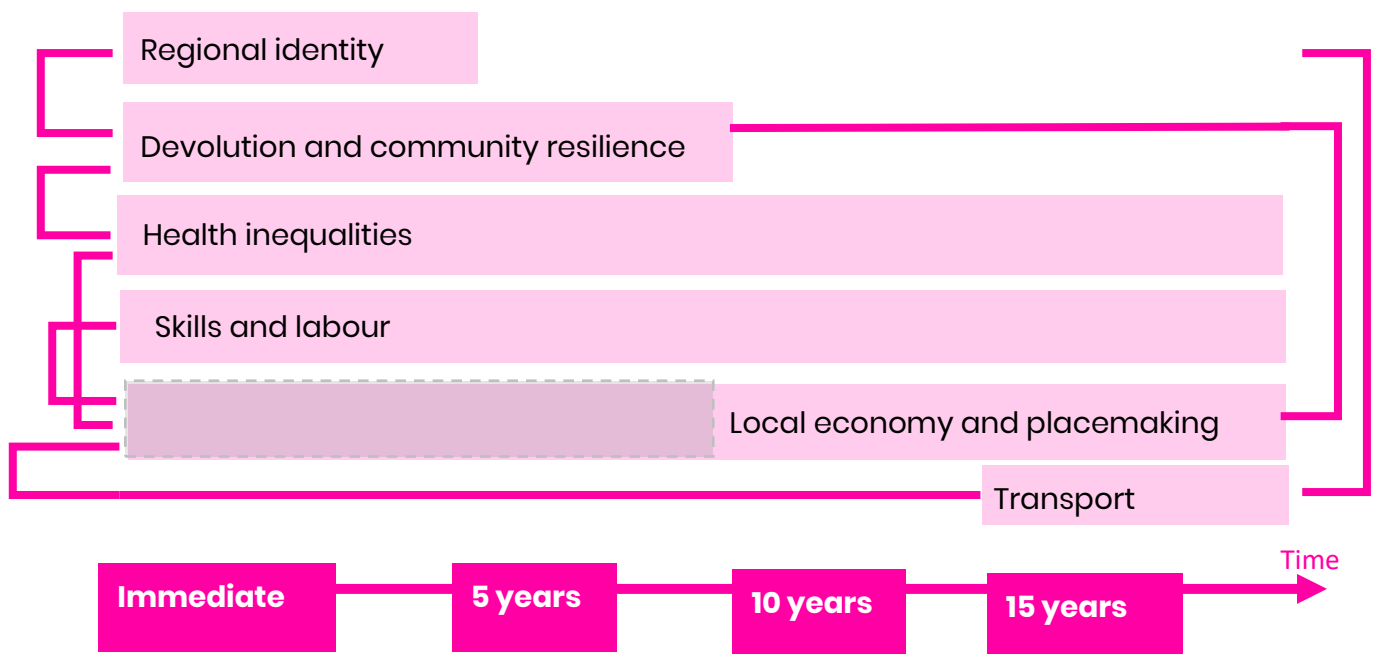 Regional identity
Devolution and community resilience
Health inequalities
Skills and labour
Local economy and placemaking
Transport
Time
Immediate
5 years
10 years
15 years